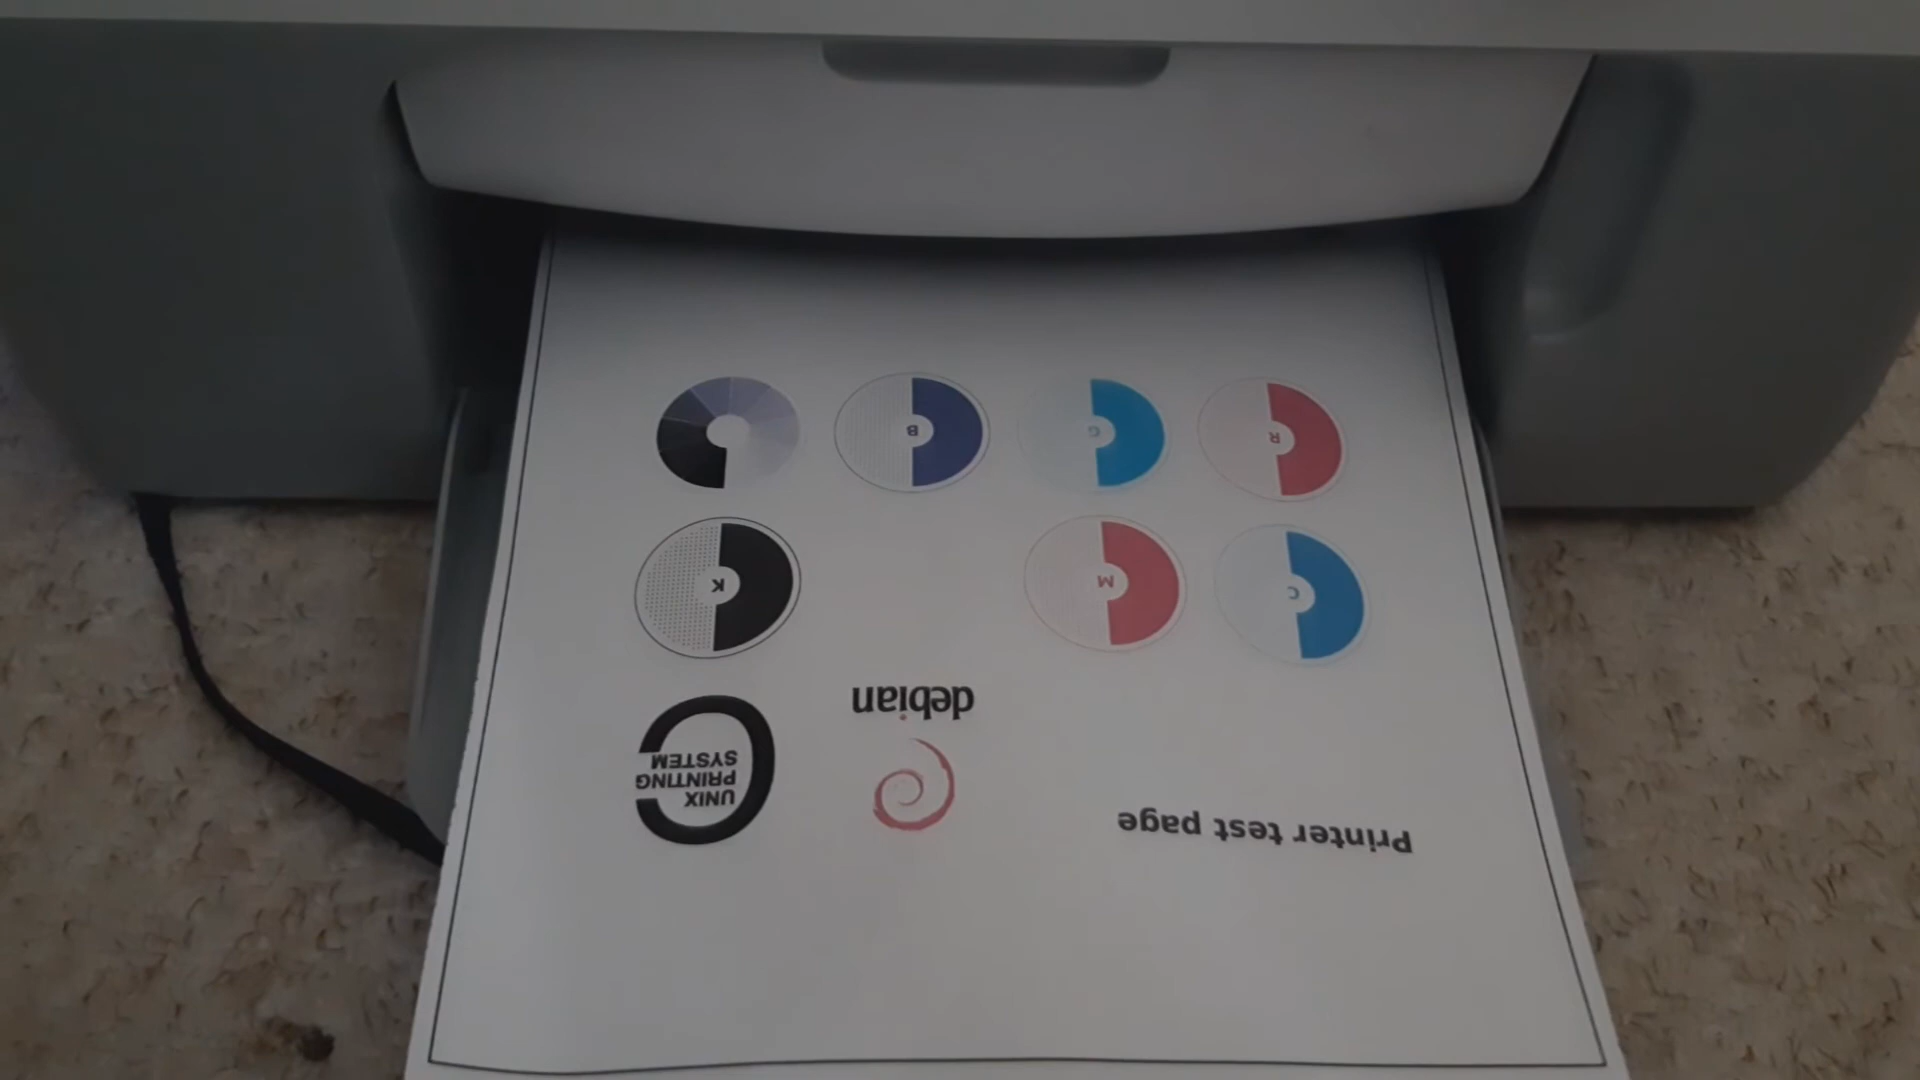 Printer test page
debian
UNIX
PRINTING
SYSTEM
C
M
K
R
G
B